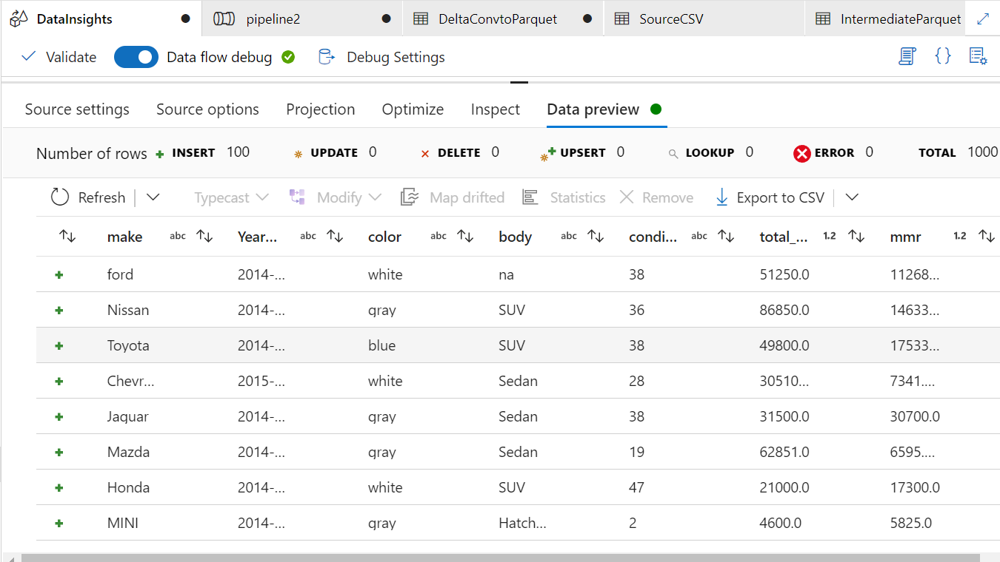 DataInsights pipeline2 DeltaConvtoParquet SourceCSV IntermediateParquet
Validate Data flow debug Debug Settings {}
Source settings Source options Projection Optimize Inspect Data preview
Number of rows INSERT 100 UPDATE 0 DELETE 0 UPSERT 0 LOOKUP 0 ERROR 0 TOTAL 1000
Refresh Typecast Modify Map drifted Statistics Remove Export to CSV
make abc Year... abc color abc body abc condi... abc total_... 1.2 mmr 1.2
ford 2014-... white na 38 51250.0 11268...
Nissan 2014-... gray SUV 36 86850.0 14633...
Toyota 2014-... blue SUV 38 49800.0 17533...
Chevr... 2015-... white Sedan 28 30510... 7341....
Jaquar 2014-... gray Sedan 38 31500.0 30700.0
Mazda 2014-... gray Sedan 19 62851.0 6595....
Honda 2014-... white SUV 47 21000.0 17300.0
MINI 2014-... gray Hatch... 2 4600.0 5825.0